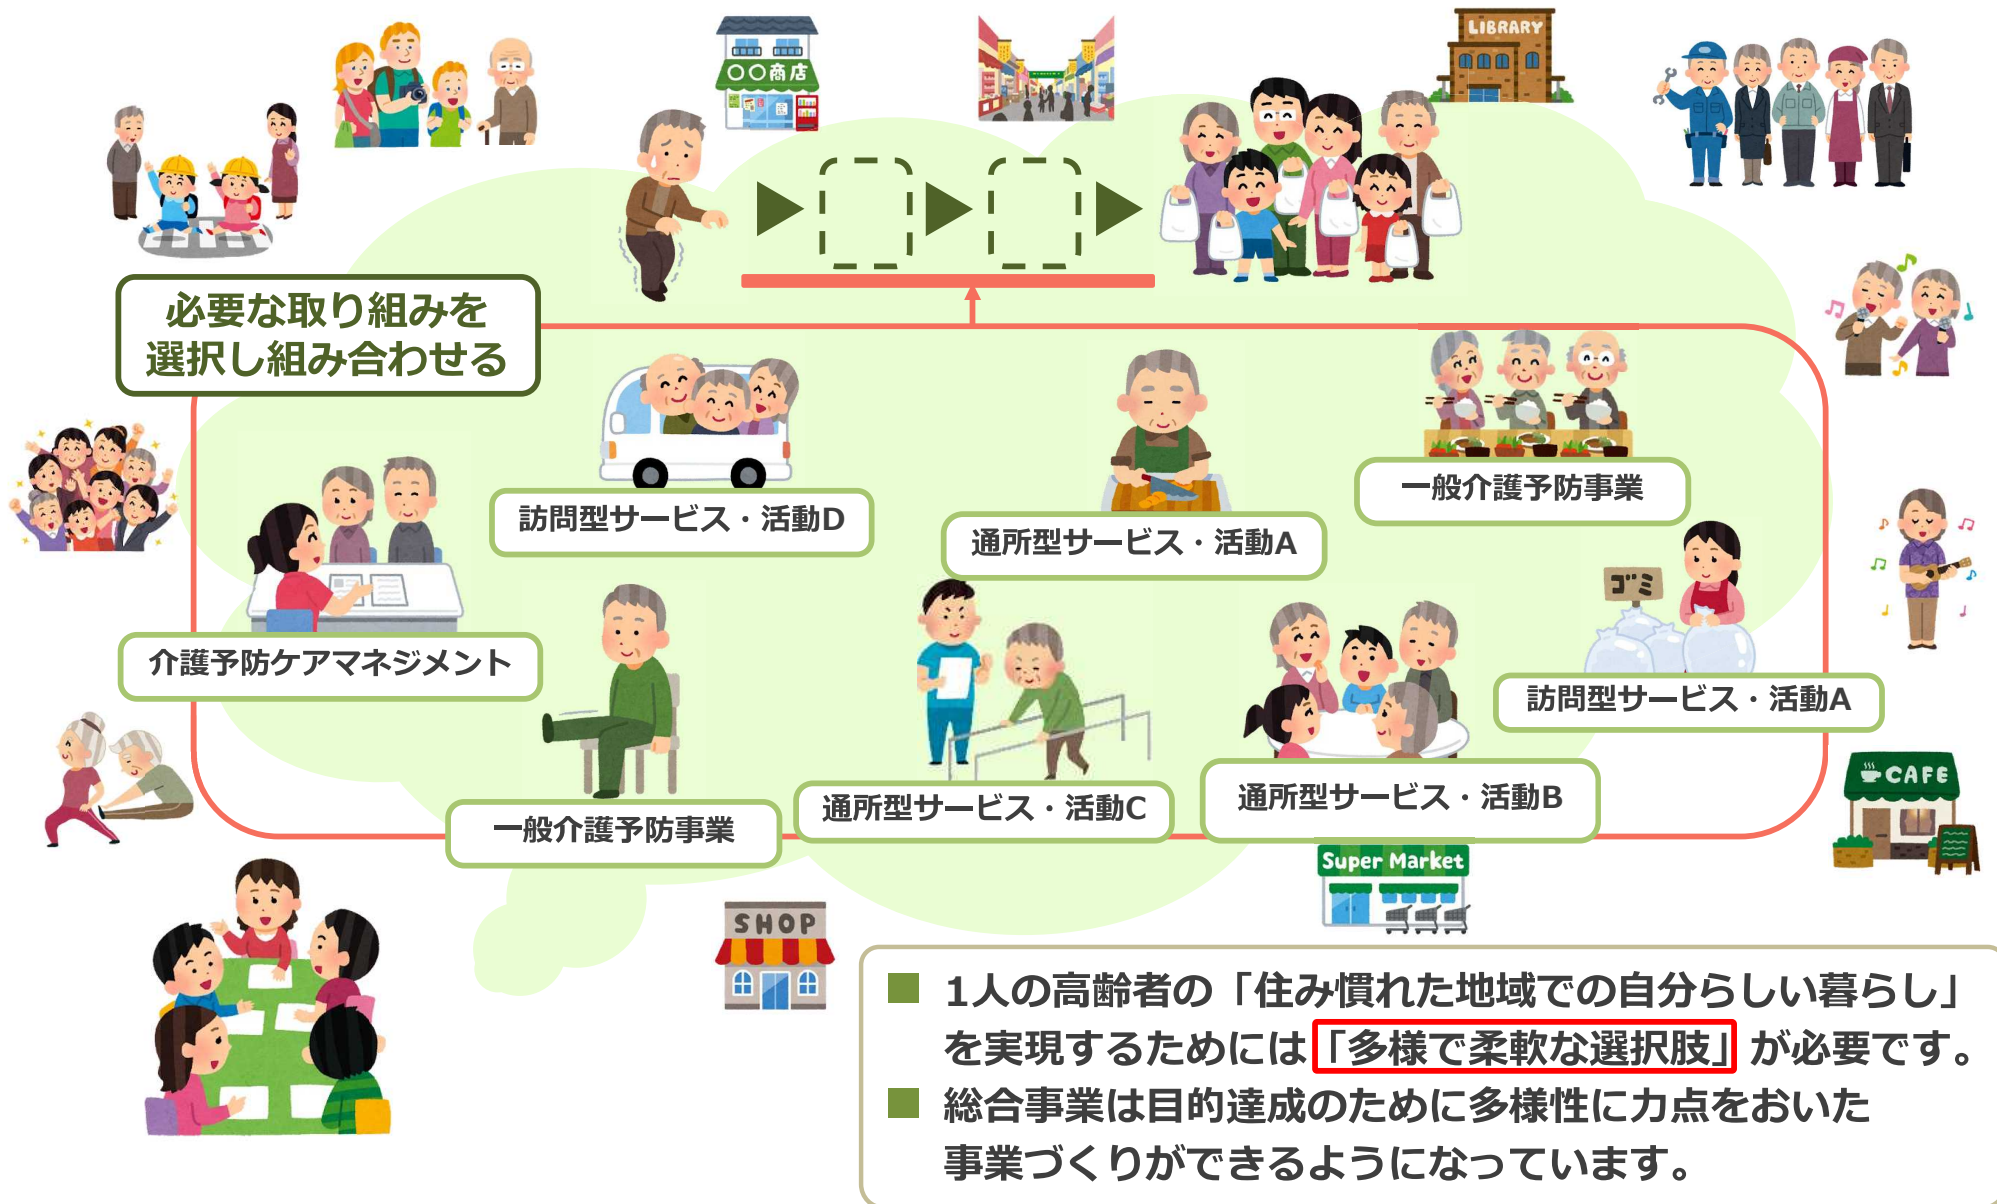 LIBRARY
〇〇商店
必要な取り組みを
選択し組み合わせる
一般介護予防事業
訪問型サービス・活動D
通所型サービス・活動A
ゴミ
介護予防ケアマネジメント
訪問型サービス・活動A
CAFE
一般介護予防事業
通所型サービス・活動C
通所型サービス・活動B
Super Market
SHOP
1人の高齢者の「住み慣れた地域での自分らしい暮らし」
を実現するためには「多様で柔軟な選択肢」が必要です。
総合事業は目的達成のために多様性に力点をおいた
事業づくりができるようになっています。